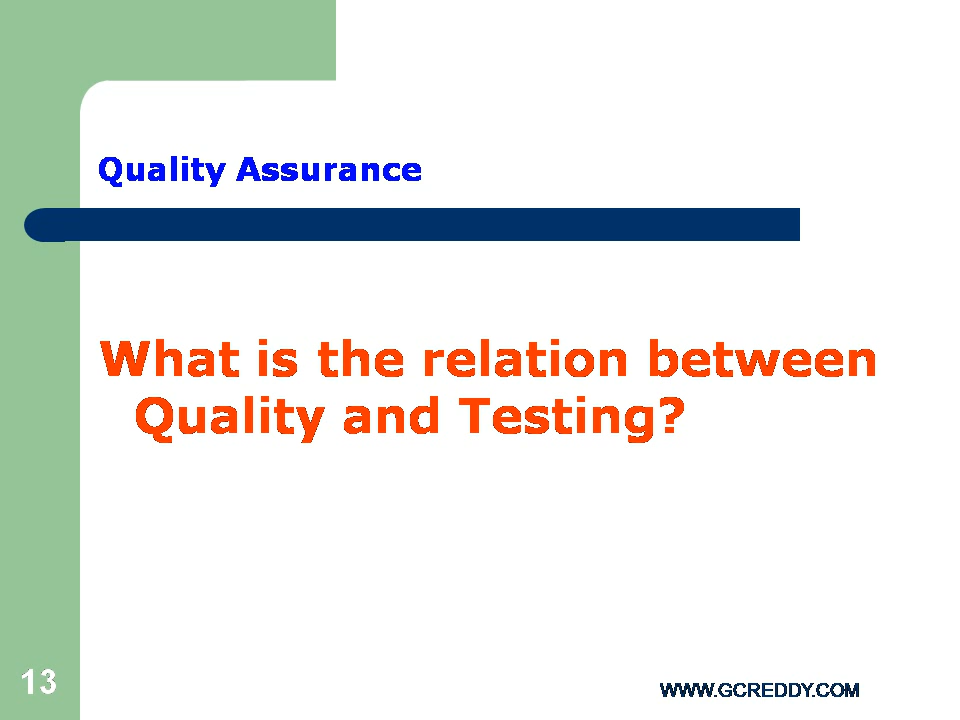 Quality Assurance
What is the relation between
Quality and Testing?
13
WWW.GCREDDY.COM